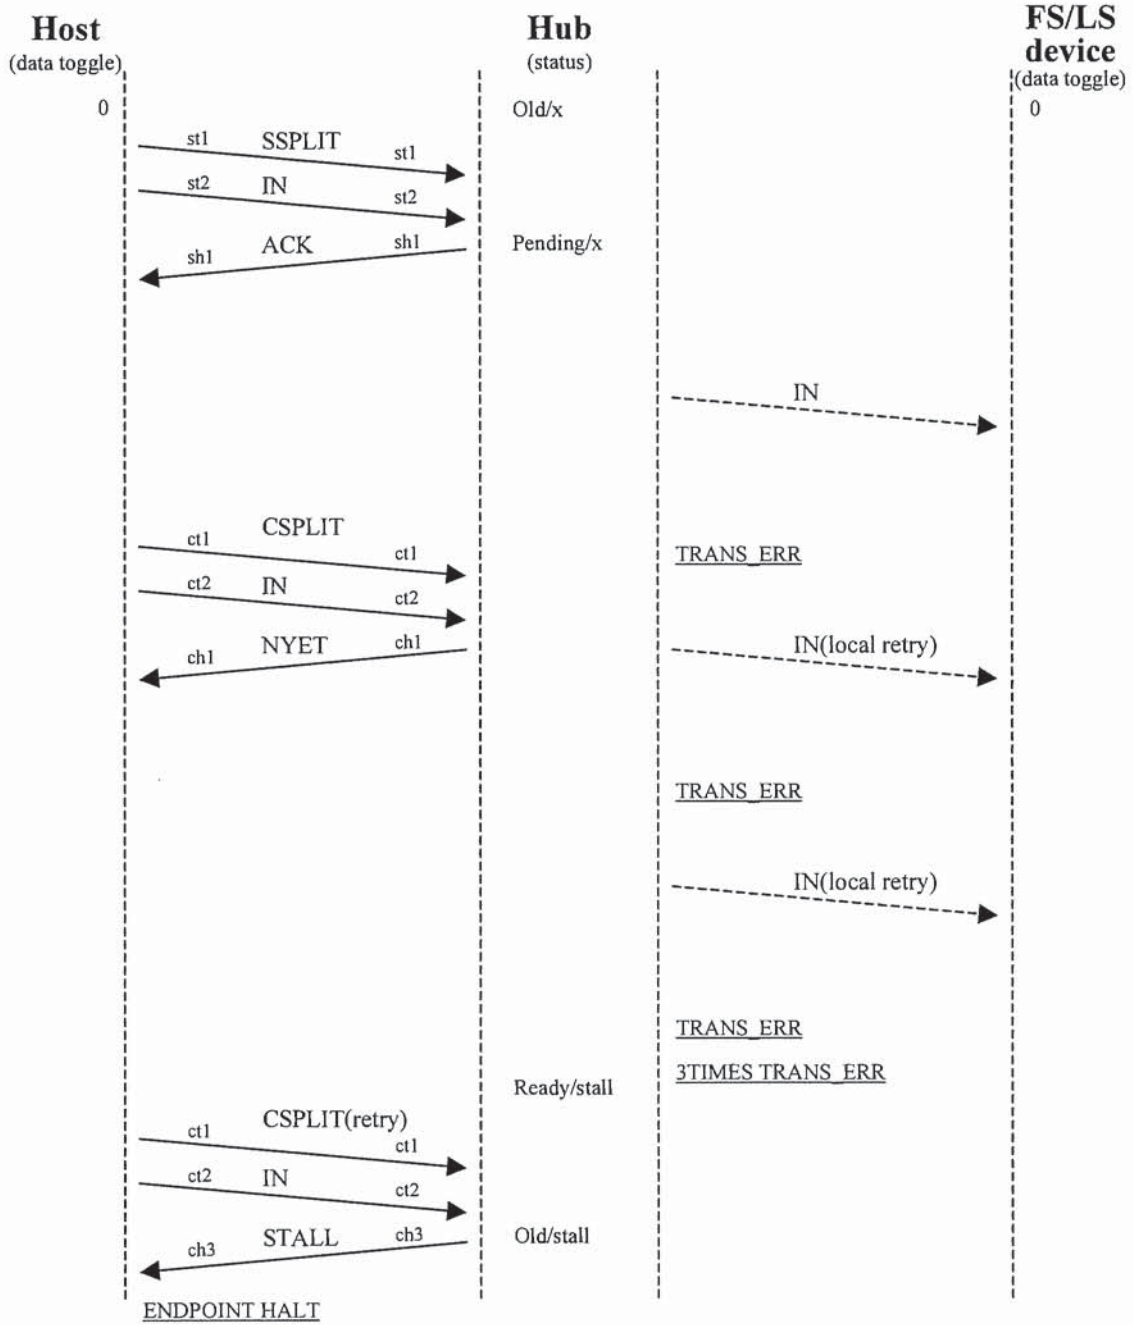 Host
(data toggle)
Hub
(status)
FS/LS
device
(data toggle)
0
Old/x
0
st1 SSPLIT st1
st2 IN st2
sh1 ACK sh1
Pending/x
IN
CSPLIT
ct1 ct1
TRANS_ERR
ct2 IN ct2
ch1 NYET ch1
IN(local retry)
TRANS_ERR
IN(local retry)
TRANS_ERR
3TIMES TRANS_ERR
Ready/stall
CSPLIT(retry)
ct1 ct1
ct2 IN ct2
ch3 STALL ch3
Old/stall
ENDPOINT HALT